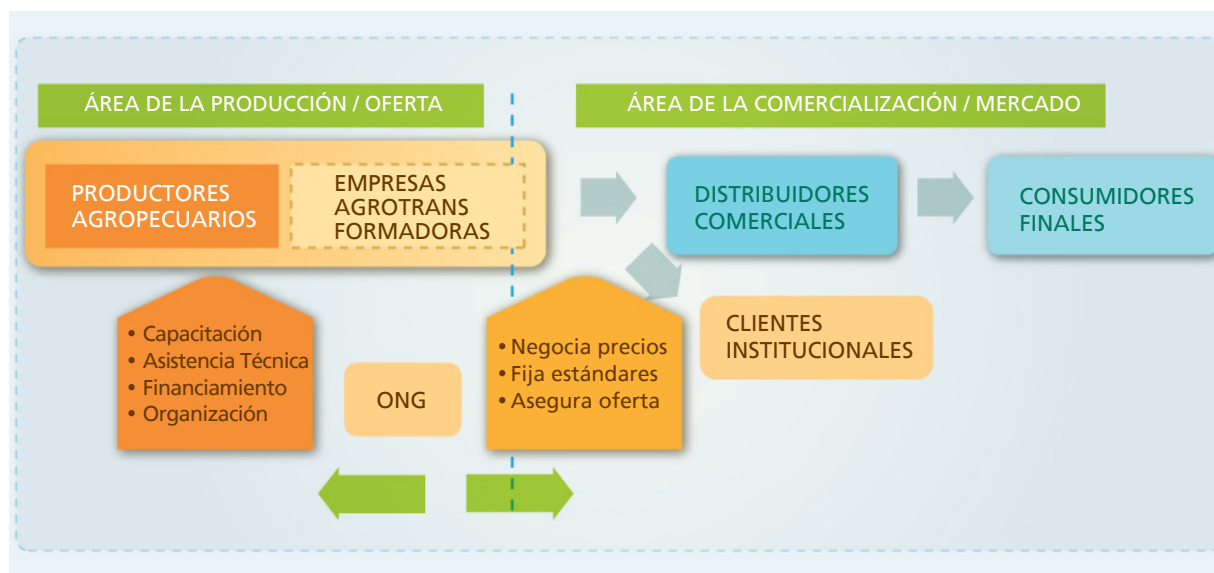 ÁREA DE LA PRODUCCIÓN / OFERTA
ÁREA DE LA COMERCIALIZACIÓN / MERCADO
PRODUCTORES
AGROPECUARIOS
EMPRESAS
AGROTRANS
FORMADORAS
DISTRIBUIDORES
COMERCIALES
CONSUMIDORES
FINALES
• Capacitación
• Asistencia Técnica
• Financiamiento
• Organización
ONG
• Negocia precios
• Fija estándares
• Asegura oferta
CLIENTES
INSTITUCIONALES